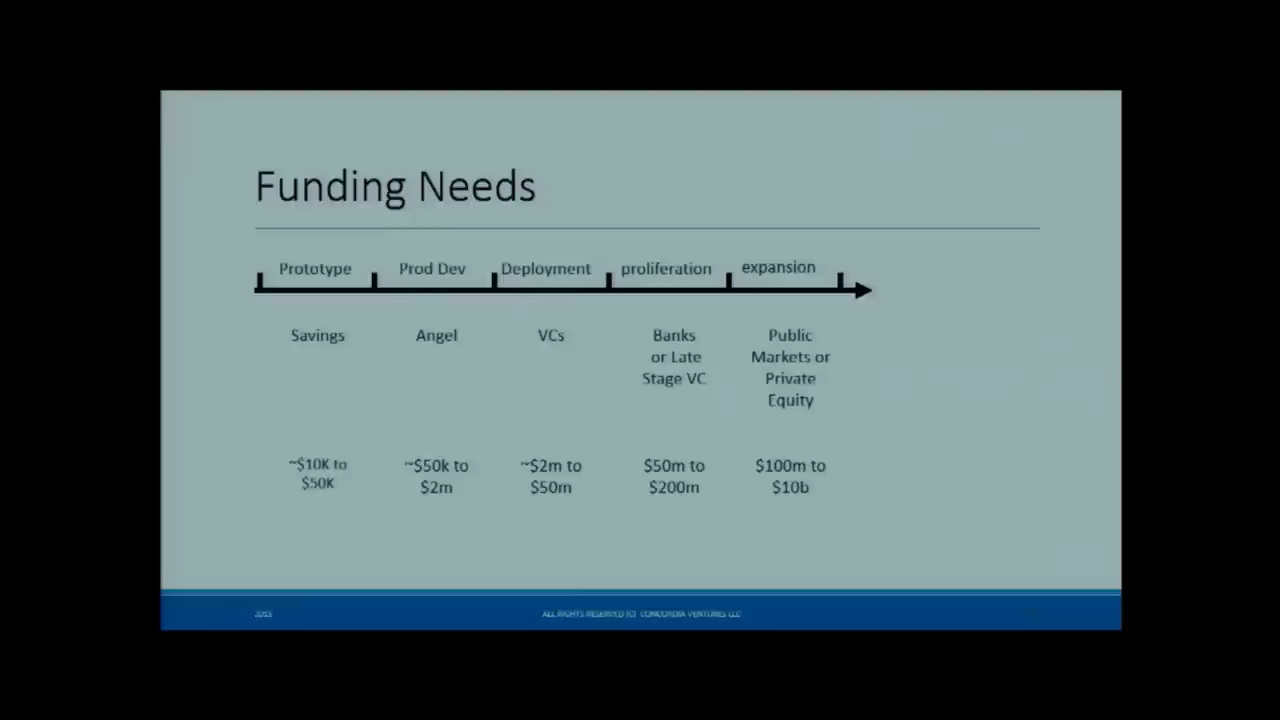 Funding Needs
Prototype Prod Dev Deployment proliferation expansion
Savings Angel VCs Banks Public
or Late Markets or
Stage VC Private
Equity
~$10K to ~$50k to ~$2m to $50m to $100m to
$50K $2m $50m $200m $10b
2015 ALL RIGHTS RESERVED TO CONCORDIA VENTURES LLC